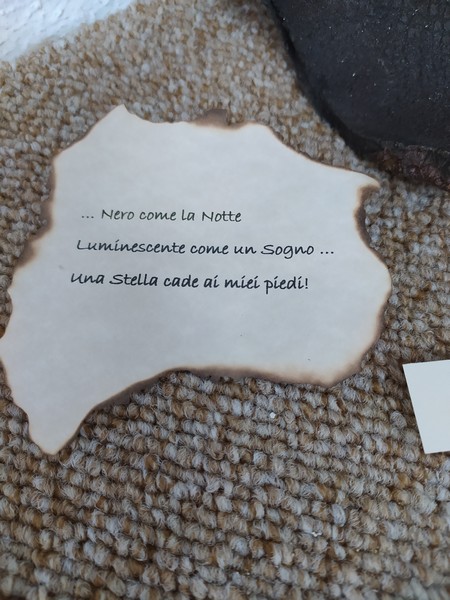 ... Nero come la Notte
Luminescente come un Sogno ...
Una Stella cade ai miei piedi!